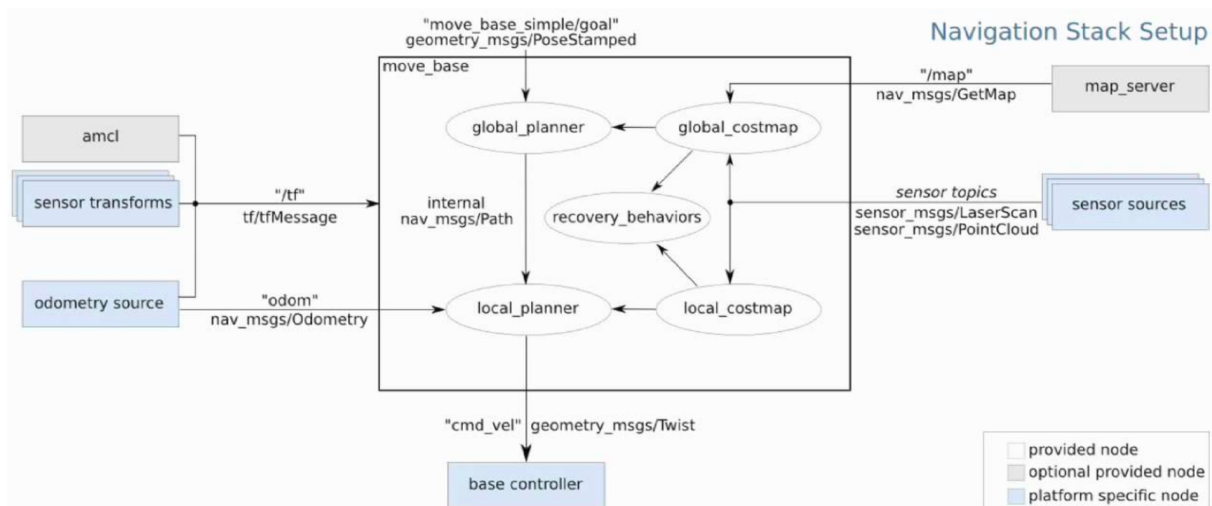 "move_base_simple/goal"
geometry_msgs/PoseStamped
Navigation Stack Setup
move_base
"/map"
nav_msgs/GetMap
map_server
global_planner
global_costmap
amcl
sensor transforms
"/tf"
tf/tfMessage
internal
nav_msgs/Path
recovery_behaviors
sensor topics
sensor_msgs/LaserScan
sensor_msgs/PointCloud
sensor sources
odometry source
"odom"
nav_msgs/Odometry
local_planner
local_costmap
"cmd_vel" geometry_msgs/Twist
base controller
provided node
optional provided node
platform specific node